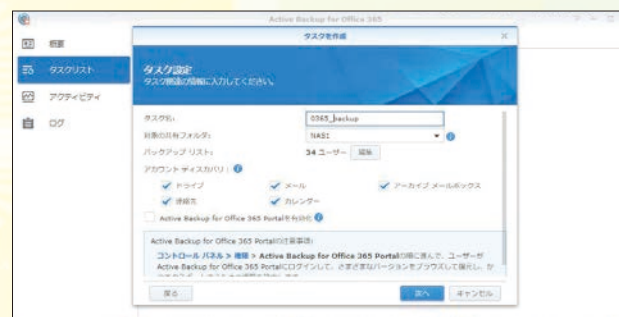 Active Backup for Office 365
概要
タスクリスト
アクティビティ
ログ
タスクを作成
タスク設定
タスク関連の情報に入力してください。
タスク名: 0365_backup
対象の共有フォルダ: NAS1
バックアップ リスト: 34 ユーザー 編集
アカウント ディスカバリ:
ドライブ メール アーカイブ メールボックス
連絡先 カレンダー
Active Backup for Office 365 Portalを有効化
Active Backup for Office 365 Portalの注意事項:
コントロール パネル > 権限 > Active Backup for Office 365 Portalの順に進んで、ユーザーが
Active Backup for Office 365 Portalにログインして、さまざまなバージョンをブラウズして復元し、か
戻る 次へ キャンセル